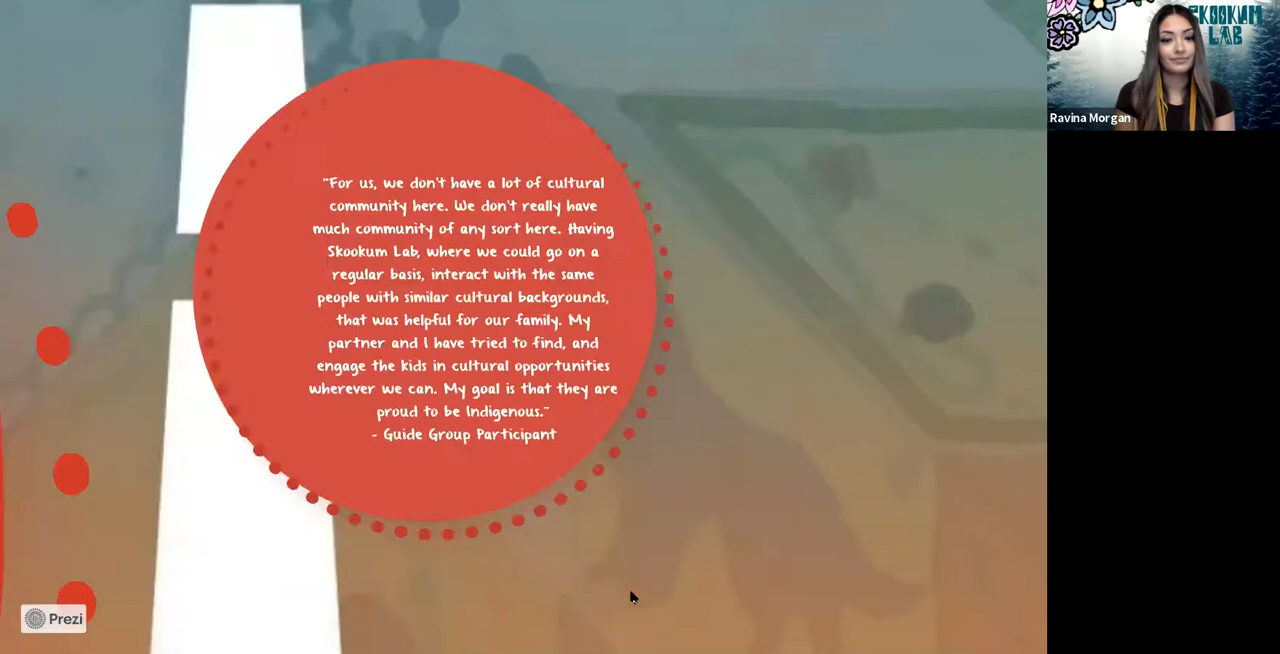 "For us, we don't have a lot of cultural
community here. We don't really have
much community of any sort here. Having
Skookum Lab, where we could go on a
regular basis, interact with the same
people with similar cultural backgrounds,
that was helpful for our family. My
partner and I have tried to find, and
engage the kids in cultural opportunities
wherever we can. My goal is that they are
proud to be Indigenous."
- Guide Group Participant
SKOOKUM
LAB
Ravina Morgan
Prezi